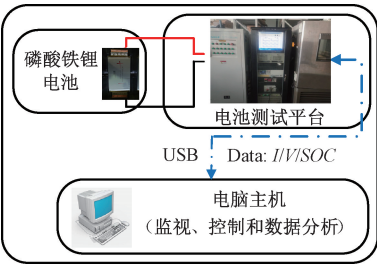 磷酸铁锂
电池
电池测试平台
USB Data: I/V/SOC
电脑主机
（监视、控制和数据分析）